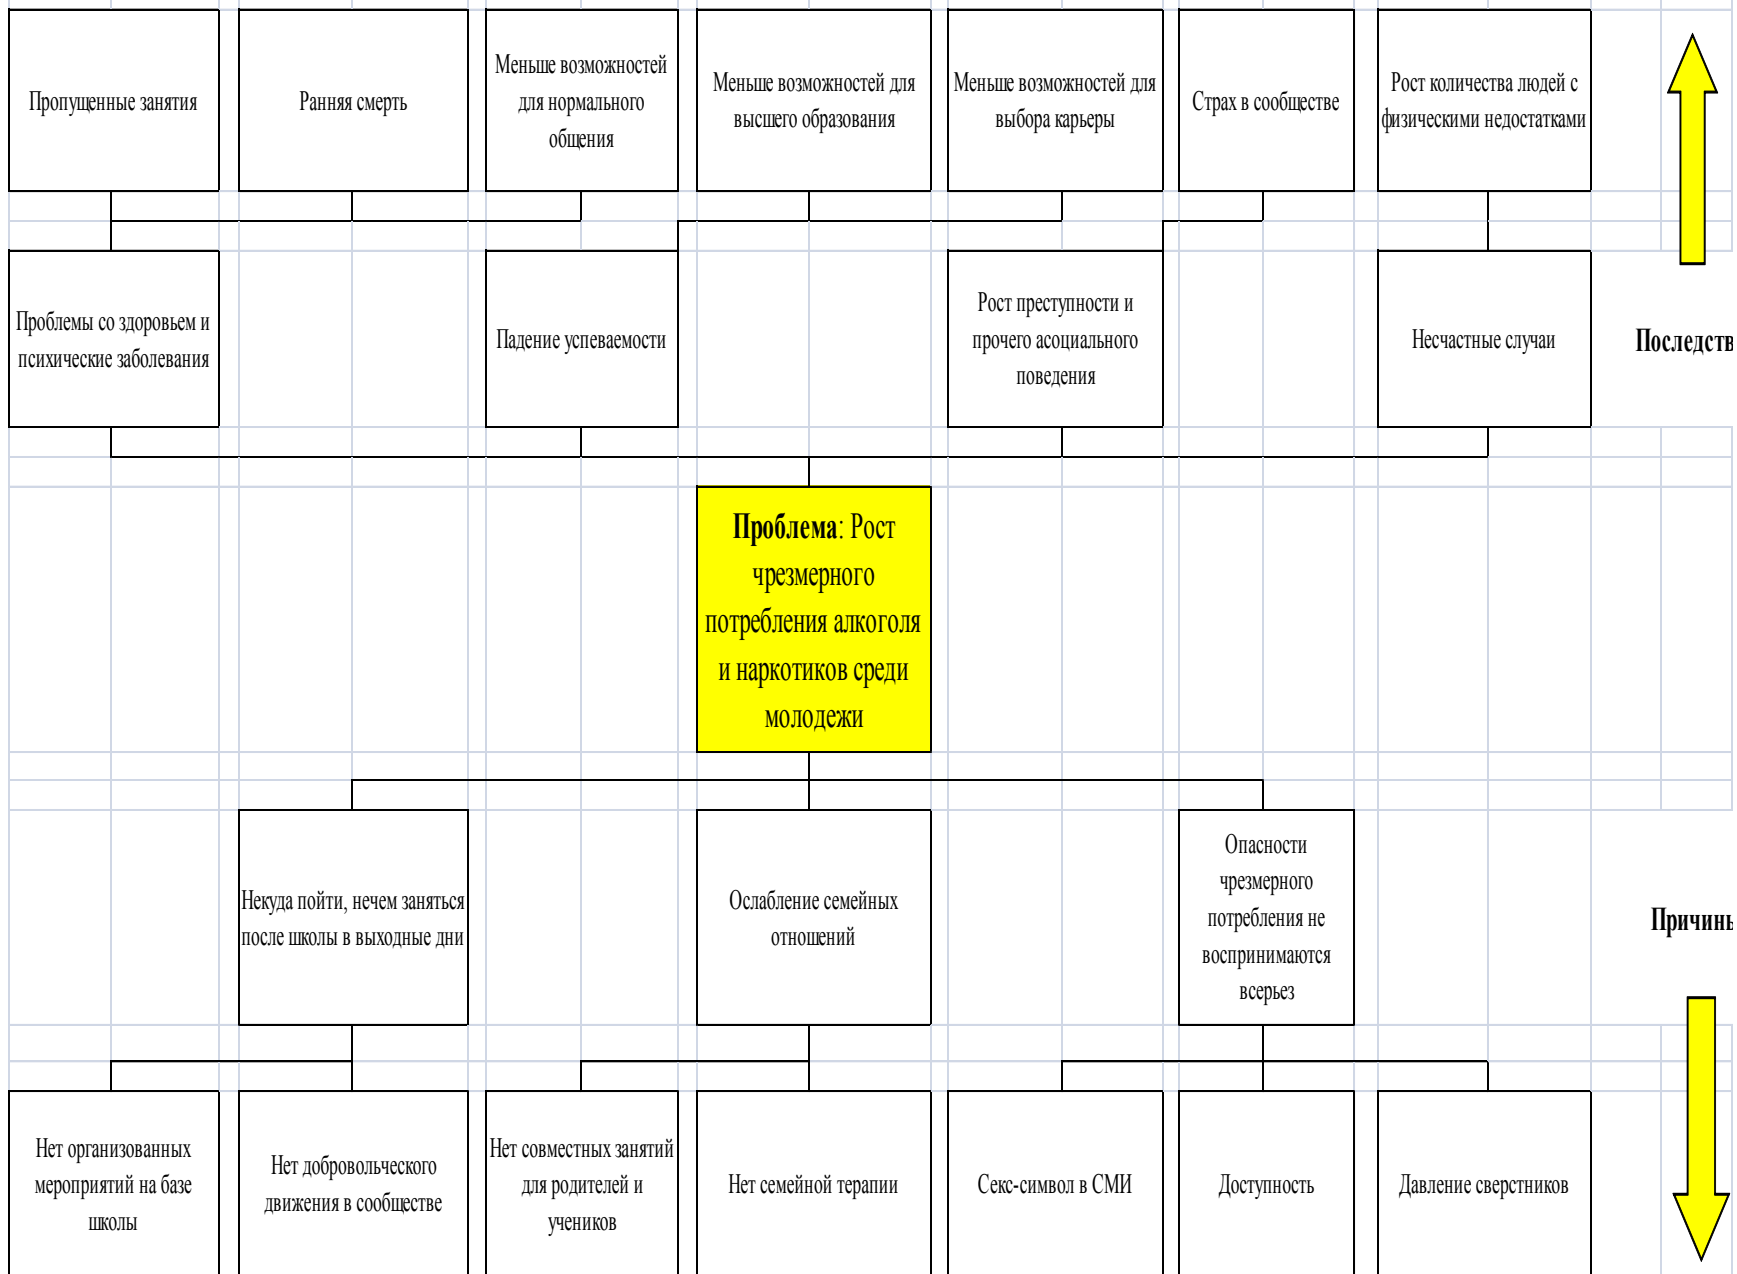 Пропущенные занятия
Ранняя смерть
Меньше возможностей
для нормального
общения
Меньше возможностей для
высшего образования
Меньше возможностей для
выбора карьеры
Страх в сообществе
Рост количества людей с
физическими недостатками
Проблемы со здоровьем и
психические заболевания
Падение успеваемости
Рост преступности и
прочего асоциального
поведения
Несчастные случаи
Последств
Проблема: Рост
чрезмерного
потребления алкоголя
и наркотиков среди
молодежи
Некуда пойти, нечем заняться
после школы в выходные дни
Ослабление семейных
отношений
Опасности
чрезмерного
потребления не
воспринимаются
всерьез
Причины
Нет организованных
мероприятий на базе
школы
Нет добровольческого
движения в сообществе
Нет совместных занятий
для родителей и
учеников
Нет семейной терапии
Секс-символ в СМИ
Доступность
Давление сверстников